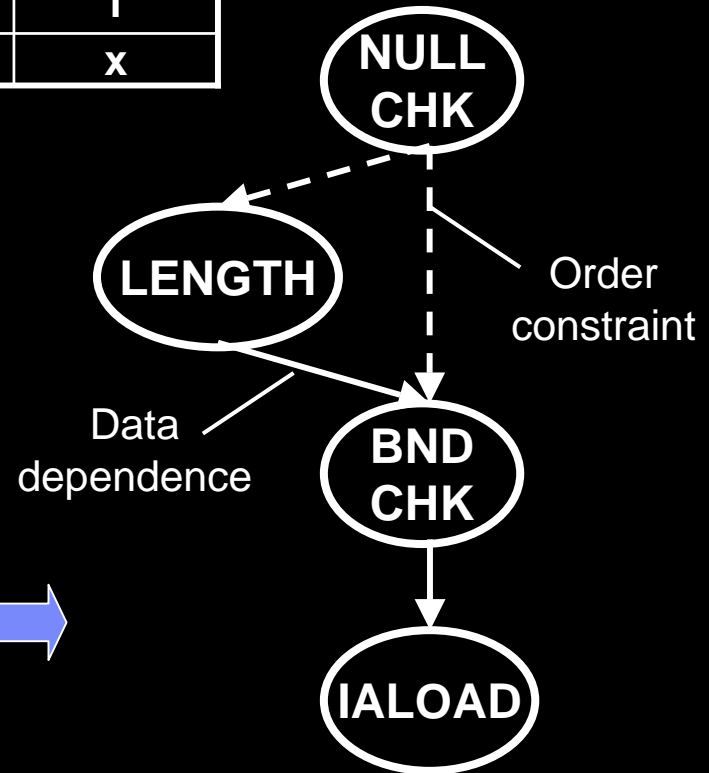 x
NULL
CHK
LENGTH
Order
constraint
Data
dependence
BND
CHK
IALOAD